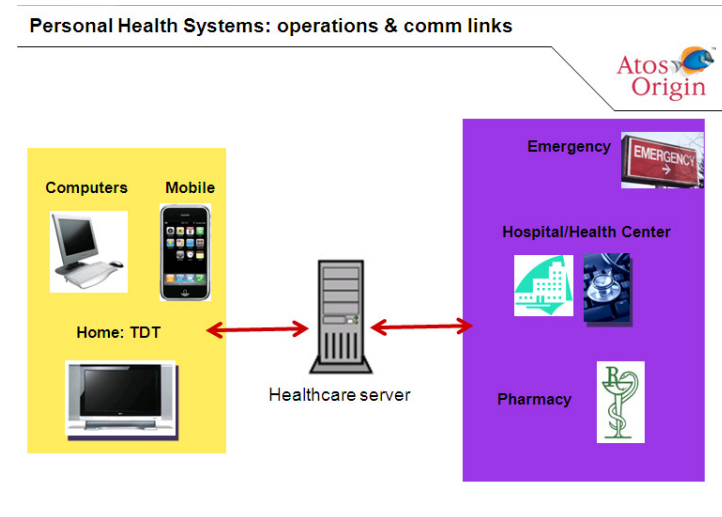 Personal Health Systems: operations & comm links
Atos
Origin
Computers
Mobile
Home: TDT
Healthcare server
Emergency
EMERGENCY
Hospital/Health Center
Pharmacy
R